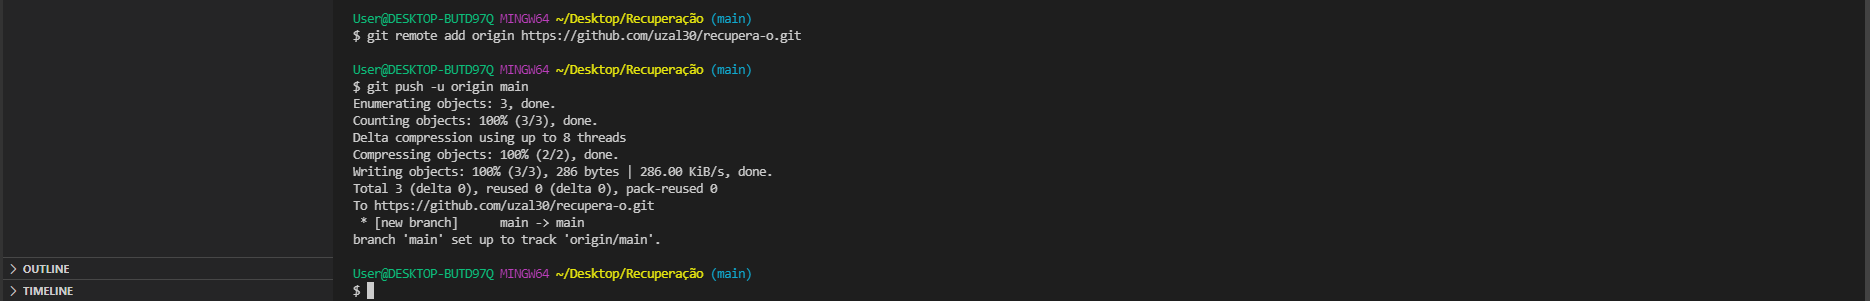 User@DESKTOP-BUTD97Q MINGW64 ~/Desktop/Recuperação (main)
$ git remote add origin https://github.com/uzal30/recupera-o.git
User@DESKTOP-BUTD97Q MINGW64 ~/Desktop/Recuperação (main)
$ git push -u origin main
Enumerating objects: 3, done.
Counting objects: 100% (3/3), done.
Delta compression using up to 8 threads
Compressing objects: 100% (2/2), done.
Writing objects: 100% (3/3), 286 bytes | 286.00 KiB/s, done.
Total 3 (delta 0), reused 0 (delta 0), pack-reused 0
To https://github.com/uzal30/recupera-o.git
 * [new branch]      main -> main
branch 'main' set up to track 'origin/main'.
User@DESKTOP-BUTD97Q MINGW64 ~/Desktop/Recuperação (main)
$
OUTLINE
TIMELINE